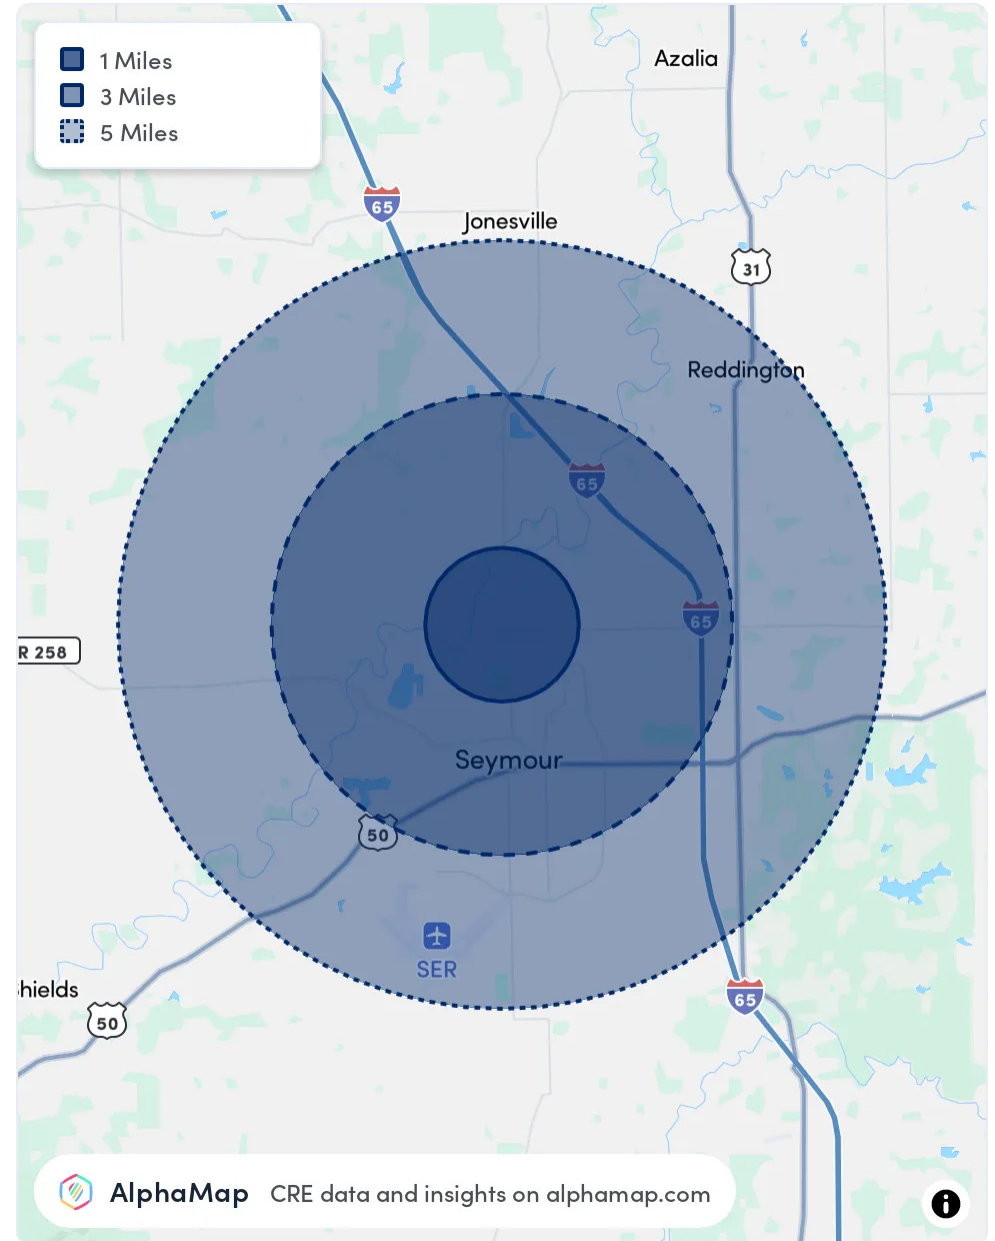 1 Miles
3 Miles
5 Miles
Azalia
65
Jonesville
31
Reddington
65
65
R 258
Seymour
50
SER
hields
50
65
AlphaMap CRE data and insights on alphamap.com